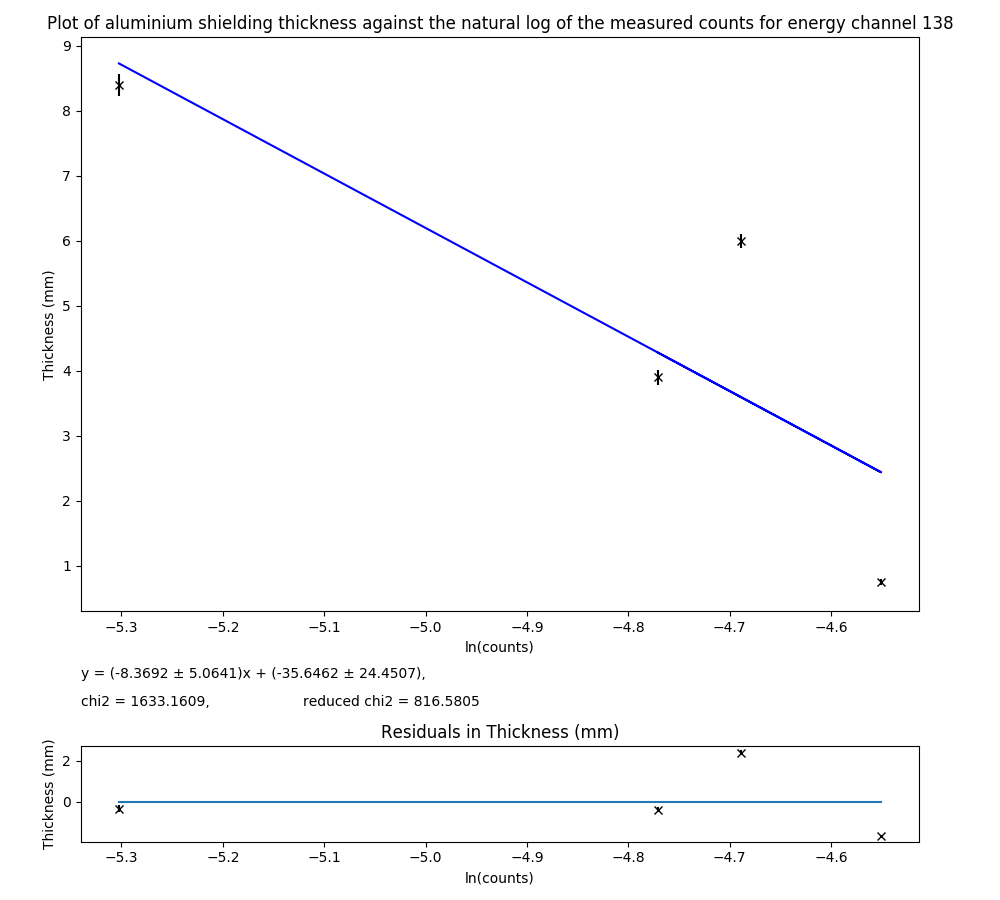 Plot of aluminium shielding thickness against the natural log of the measured counts for energy channel 138
9
8
7
6
5
4
3
2
1
Thickness (mm)
−5.3 −5.2 −5.1 −5.0 −4.9 −4.8 −4.7 −4.6
ln(counts)
y = (-8.3692 ± 5.0641)x + (-35.6462 ± 24.4507),
chi2 = 1633.1609, reduced chi2 = 816.5805
Residuals in Thickness (mm)
2
0
Thickness (mm)
−5.3 −5.2 −5.1 −5.0 −4.9 −4.8 −4.7 −4.6
ln(counts)